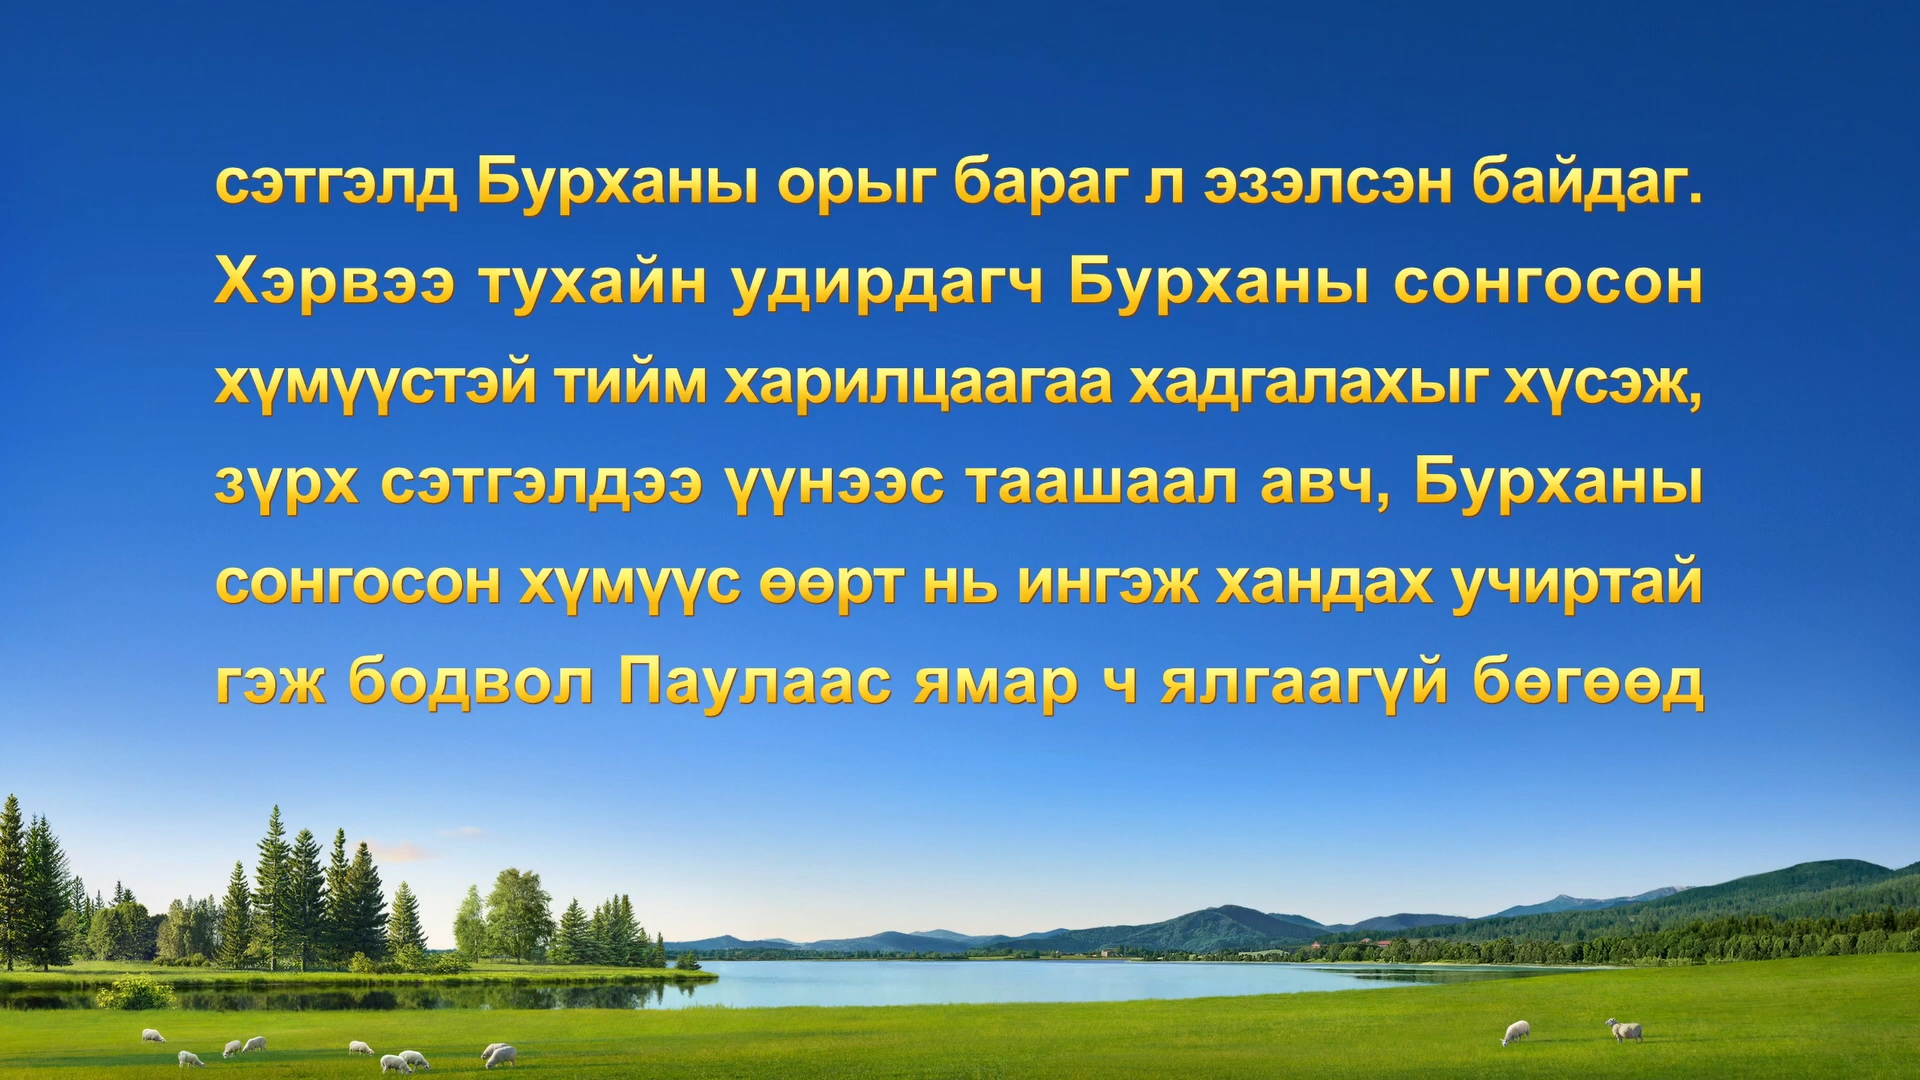 сэтгэлд Бурханы орыг бараг л эзэлсэн байдаг.
Хэрвээ тухайн удирдагч Бурханы сонгосон
хүмүүстэй тийм харилцаагаа хадгалахыг хүсэж,
зүрх сэтгэлдээ үүнээс таашаал авч, Бурханы
сонгосон хүмүүс өөрт нь ингэж хандах учиртай
гэж бодвол Паулаас ямар ч ялгаагүй бөгөөд